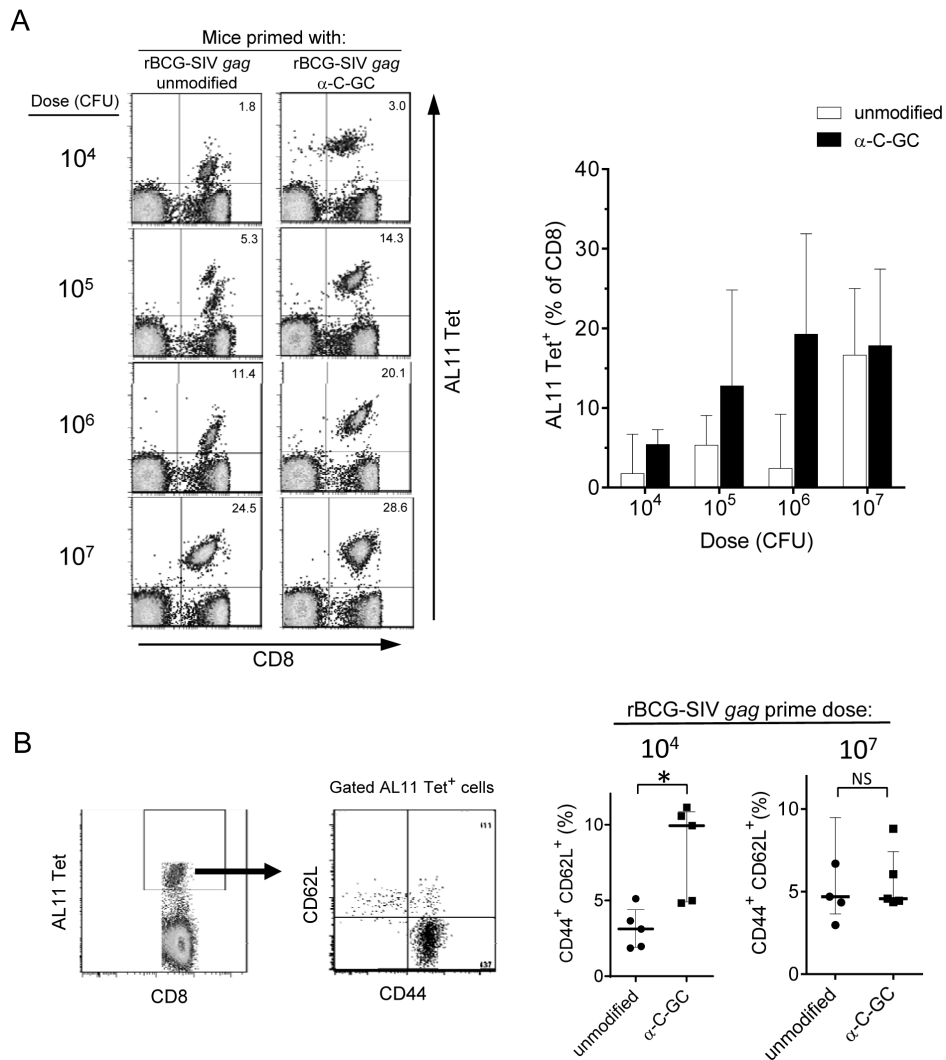 A
Mice primed with:
rBCG-SIV gag
unmodified
rBCG-SIV gag
α-C-GC
Dose (CFU)
10⁴
1.8
3.0
10⁵
5.3
14.3
10⁶
11.4
20.1
10⁷
24.5
28.6
AL11 Tet
CD8
unmodified
α-C-GC
AL11 Tet⁺ (% of CD8)
40
30
20
10
0
10⁴
10⁵
10⁶
10⁷
Dose (CFU)
B
AL11 Tet
CD8
Gated AL11 Tet⁺ cells
CD62L
CD44
rBCG-SIV gag prime dose:
10⁴
10⁷
*
NS
CD44⁺ CD62L⁺ (%)
10
5
0
unmodified
α-C-GC
CD44⁺ CD62L⁺ (%)
10
5
0
unmodified
α-C-GC